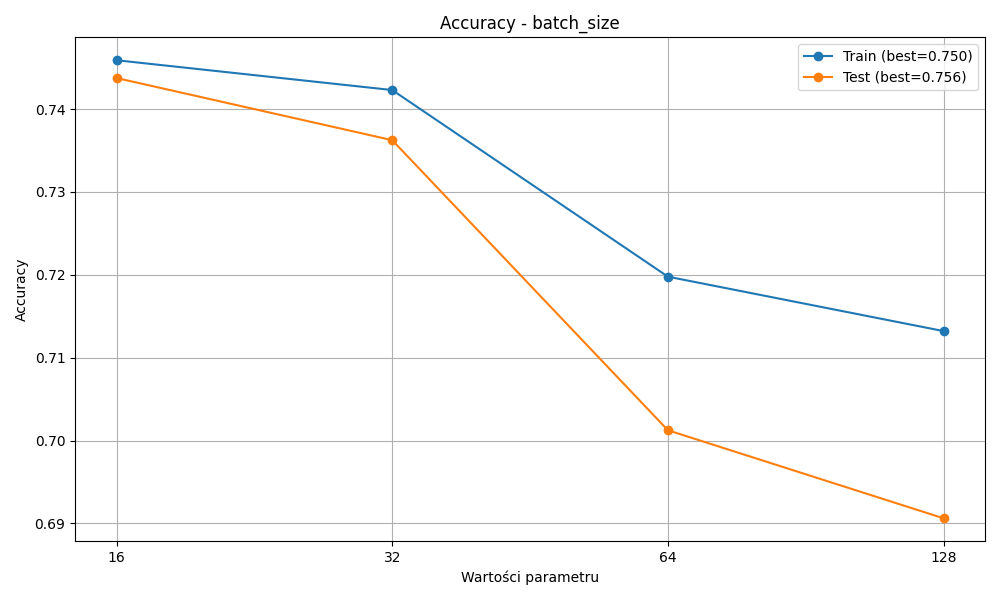 Accuracy - batch_size
Train (best=0.750)
Test (best=0.756)
0.74
0.73
0.72
0.71
0.70
0.69
Accuracy
16 32 64 128
Wartości parametru